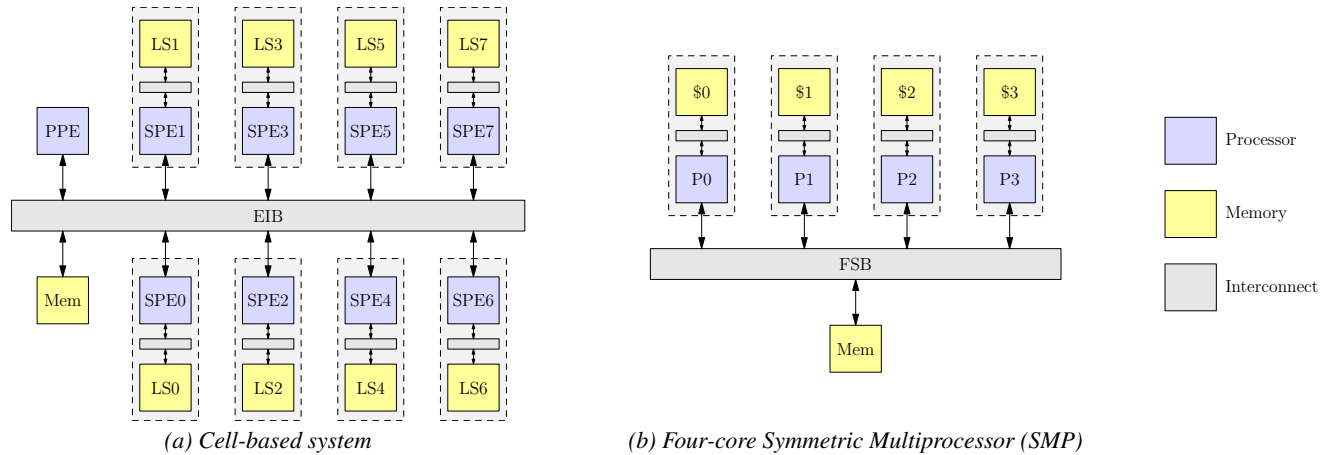 LS1 LS3 LS5 LS7
PPE SPE1 SPE3 SPE5 SPE7
EIB
Mem SPE0 SPE2 SPE4 SPE6
LS0 LS2 LS4 LS6
(a) Cell-based system
$0 $1 $2 $3
P0 P1 P2 P3
FSB
Mem
(b) Four-core Symmetric Multiprocessor (SMP)
Processor
Memory
Interconnect